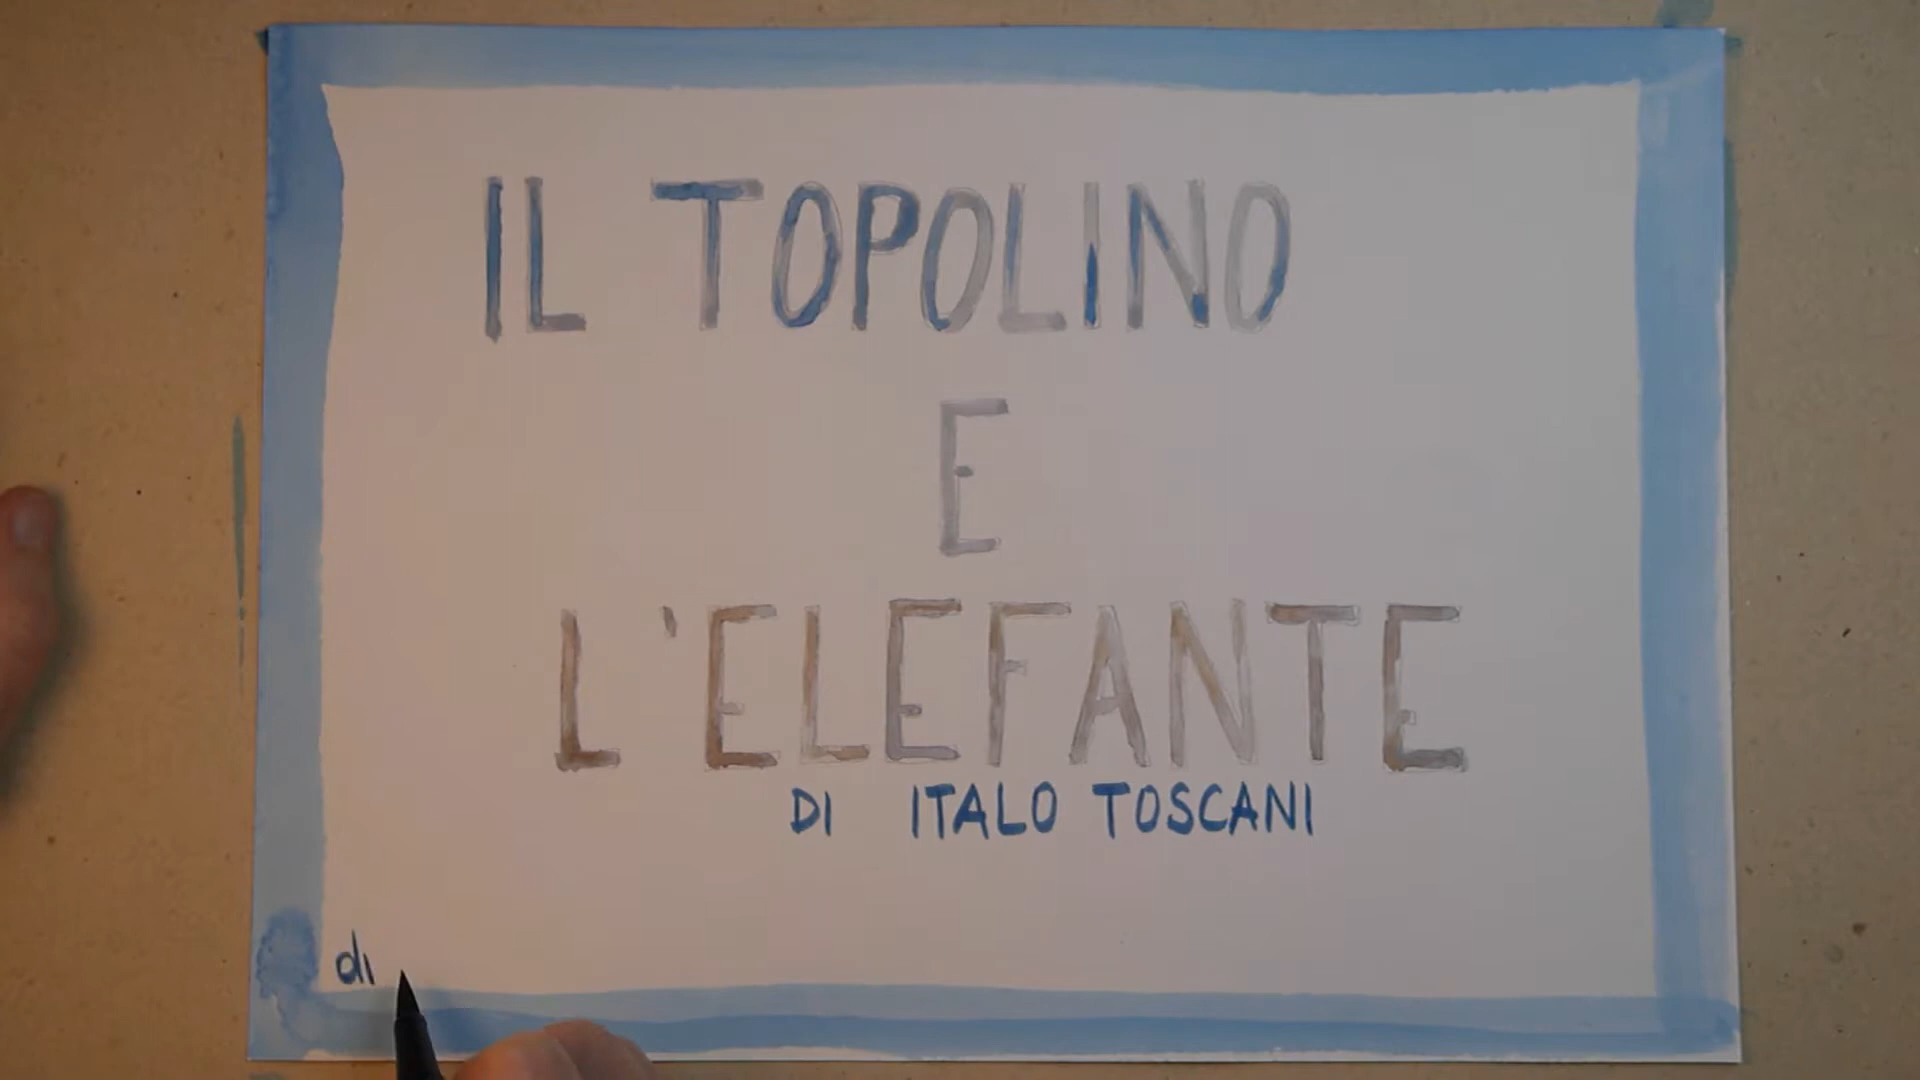 IL TOPOLINO
E
L'ELEFANTE
DI ITALO TOSCANI
di